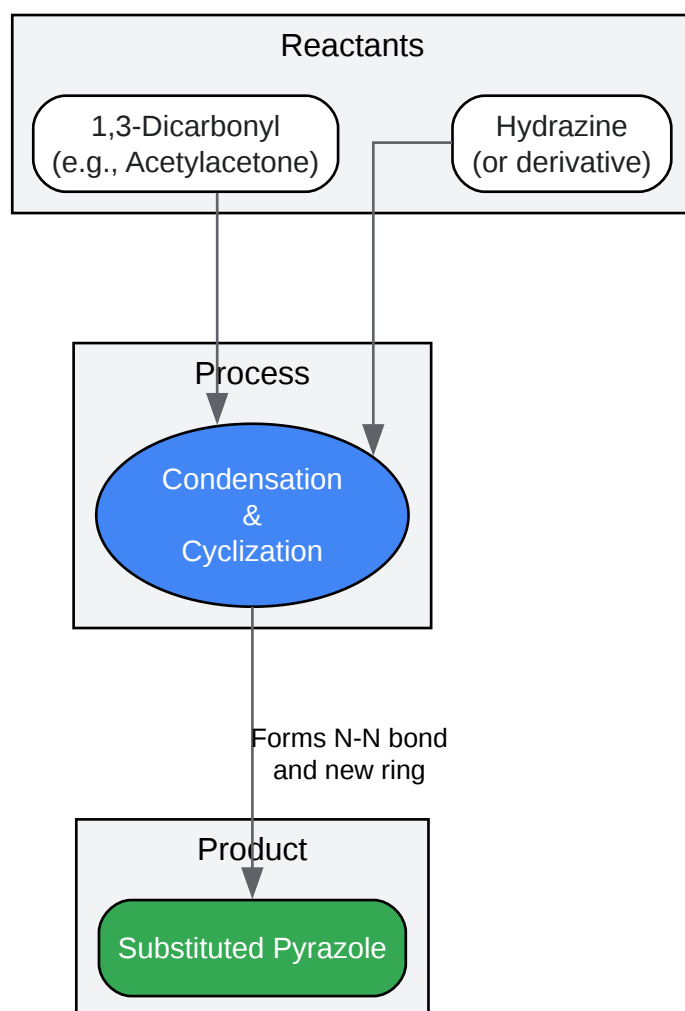 Reactants
1,3-Dicarbonyl
(e.g., Acetylacetone)
Hydrazine
(or derivative)
Process
Condensation
&
Cyclization
Forms N-N bond
and new ring
Product
Substituted Pyrazole